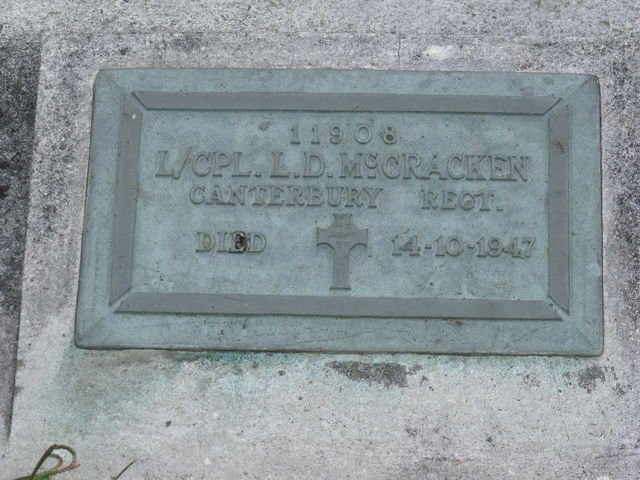 11908
L/CPL. L.D. McCRACKEN
CANTERBURY REGT.
DIED 14-10-1947